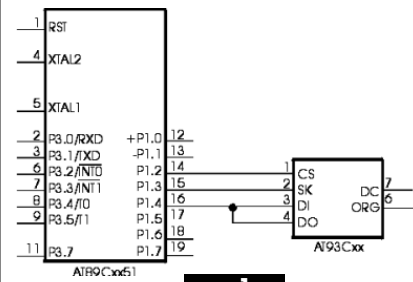 1 RST
4 XTAL2
5 XTAL1
2 P3.0/RXD +P1.0 12
3 P3.1/TXD -P1.1 13
6 P3.2/INT0 P1.2 14 1 CS
7 P3.3/INT1 P1.3 15 2 SK DC 7
8 P3.4/T0 P1.4 16 3 DI ORG 6
9 P3.5/T1 P1.5 17 4 DO
P1.6 18
11 P3.7 P1.7 19
AT89Cxx51
AT93Cxx